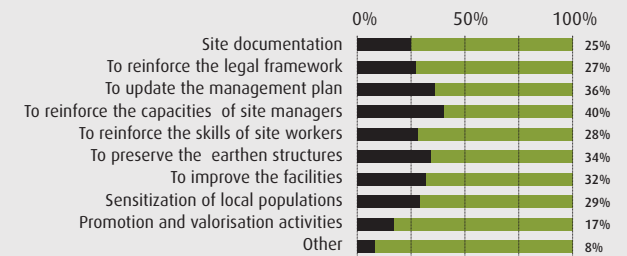 0% 50% 100%
Site documentation 25%
To reinforce the legal framework 27%
To update the management plan 36%
To reinforce the capacities of site managers 40%
To reinforce the skills of site workers 28%
To preserve the earthen structures 34%
To improve the facilities 32%
Sensitization of local populations 29%
Promotion and valorisation activities 17%
Other 8%